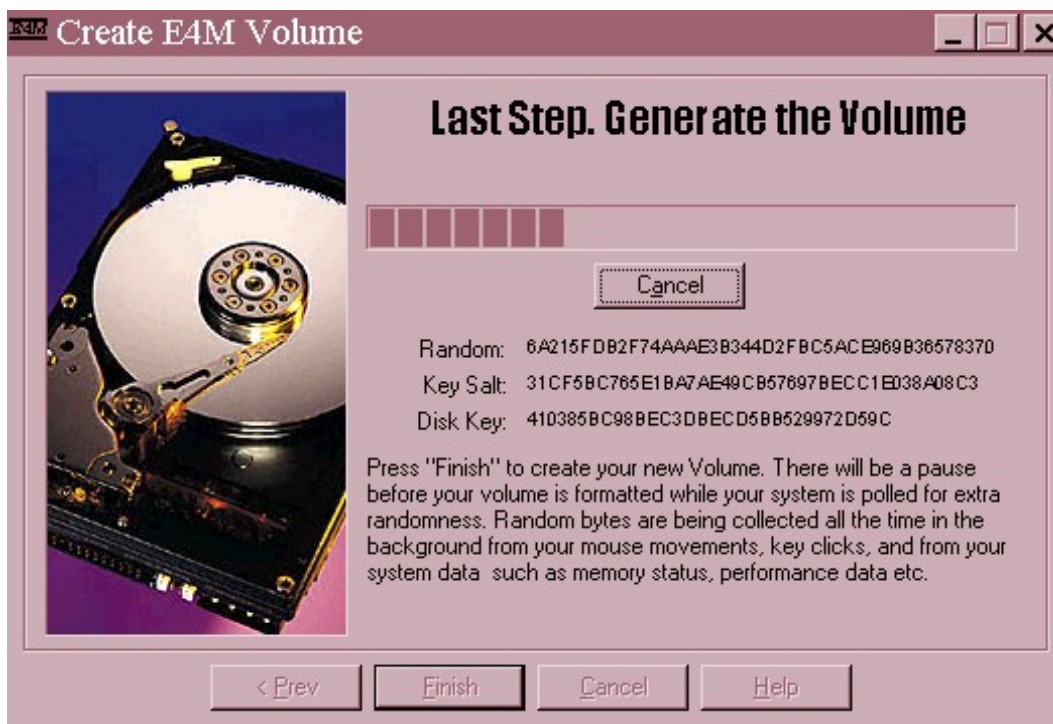 E4M Create E4M Volume
Last Step. Generate the Volume
Cancel
Random: 6A215FDB2F74AAAE3B344D2FBC5ACE969B36578370
Key Salt: 31CF5BC765E1BA7AE49CB57697BECC1E038A08C3
Disk Key: 410385BC98BEC3DBECD5BB529972D59C
Press "Finish" to create your new Volume. There will be a pause
before your volume is formatted while your system is polled for extra
randomness. Random bytes are being collected all the time in the
background from your mouse movements, key clicks, and from your
system data  such as memory status, performance data etc.
< Prev Finish Cancel Help